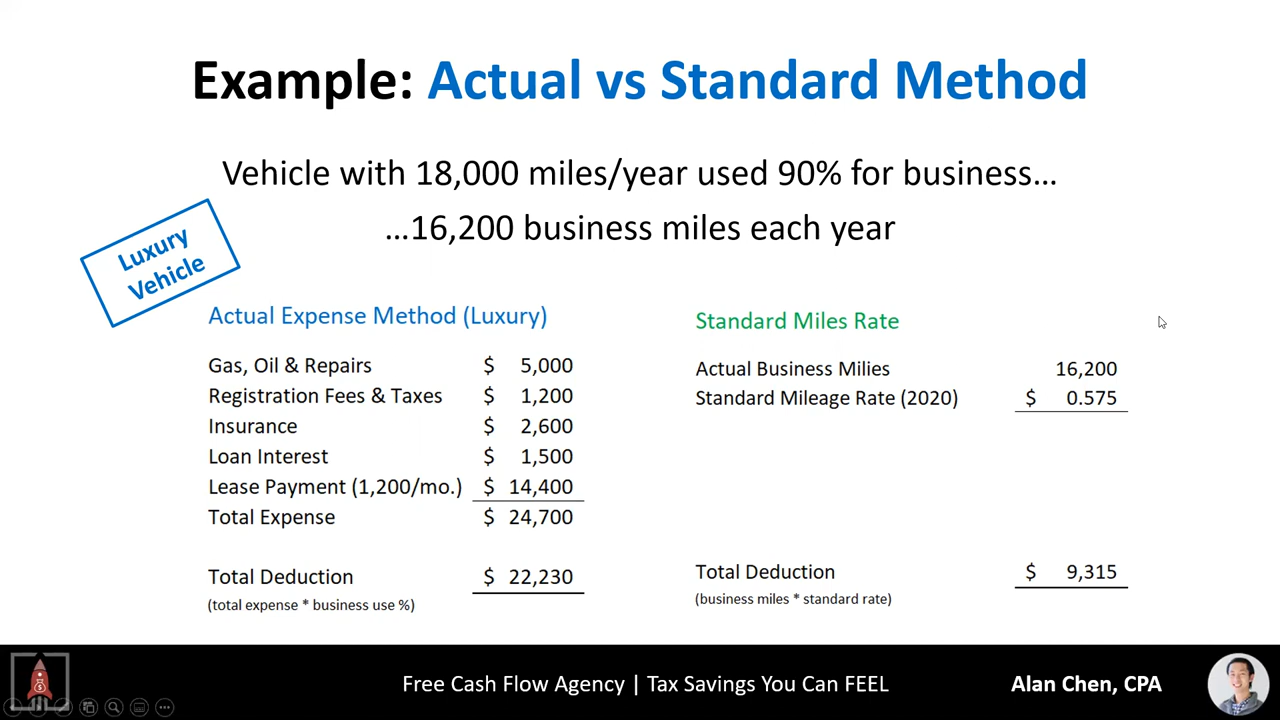 Example: Actual vs Standard Method
Vehicle with 18,000 miles/year used 90% for business...
...16,200 business miles each year
Luxury
Vehicle
Actual Expense Method (Luxury)
Gas, Oil & Repairs $ 5,000
Registration Fees & Taxes $ 1,200
Insurance $ 2,600
Loan Interest $ 1,500
Lease Payment (1,200/mo.) $ 14,400
Total Expense $ 24,700
Total Deduction $ 22,230
(total expense * business use %)
Standard Miles Rate
Actual Business Milies 16,200
Standard Mileage Rate (2020) $ 0.575
Total Deduction $ 9,315
(business miles * standard rate)
Free Cash Flow Agency | Tax Savings You Can FEEL
Alan Chen, CPA